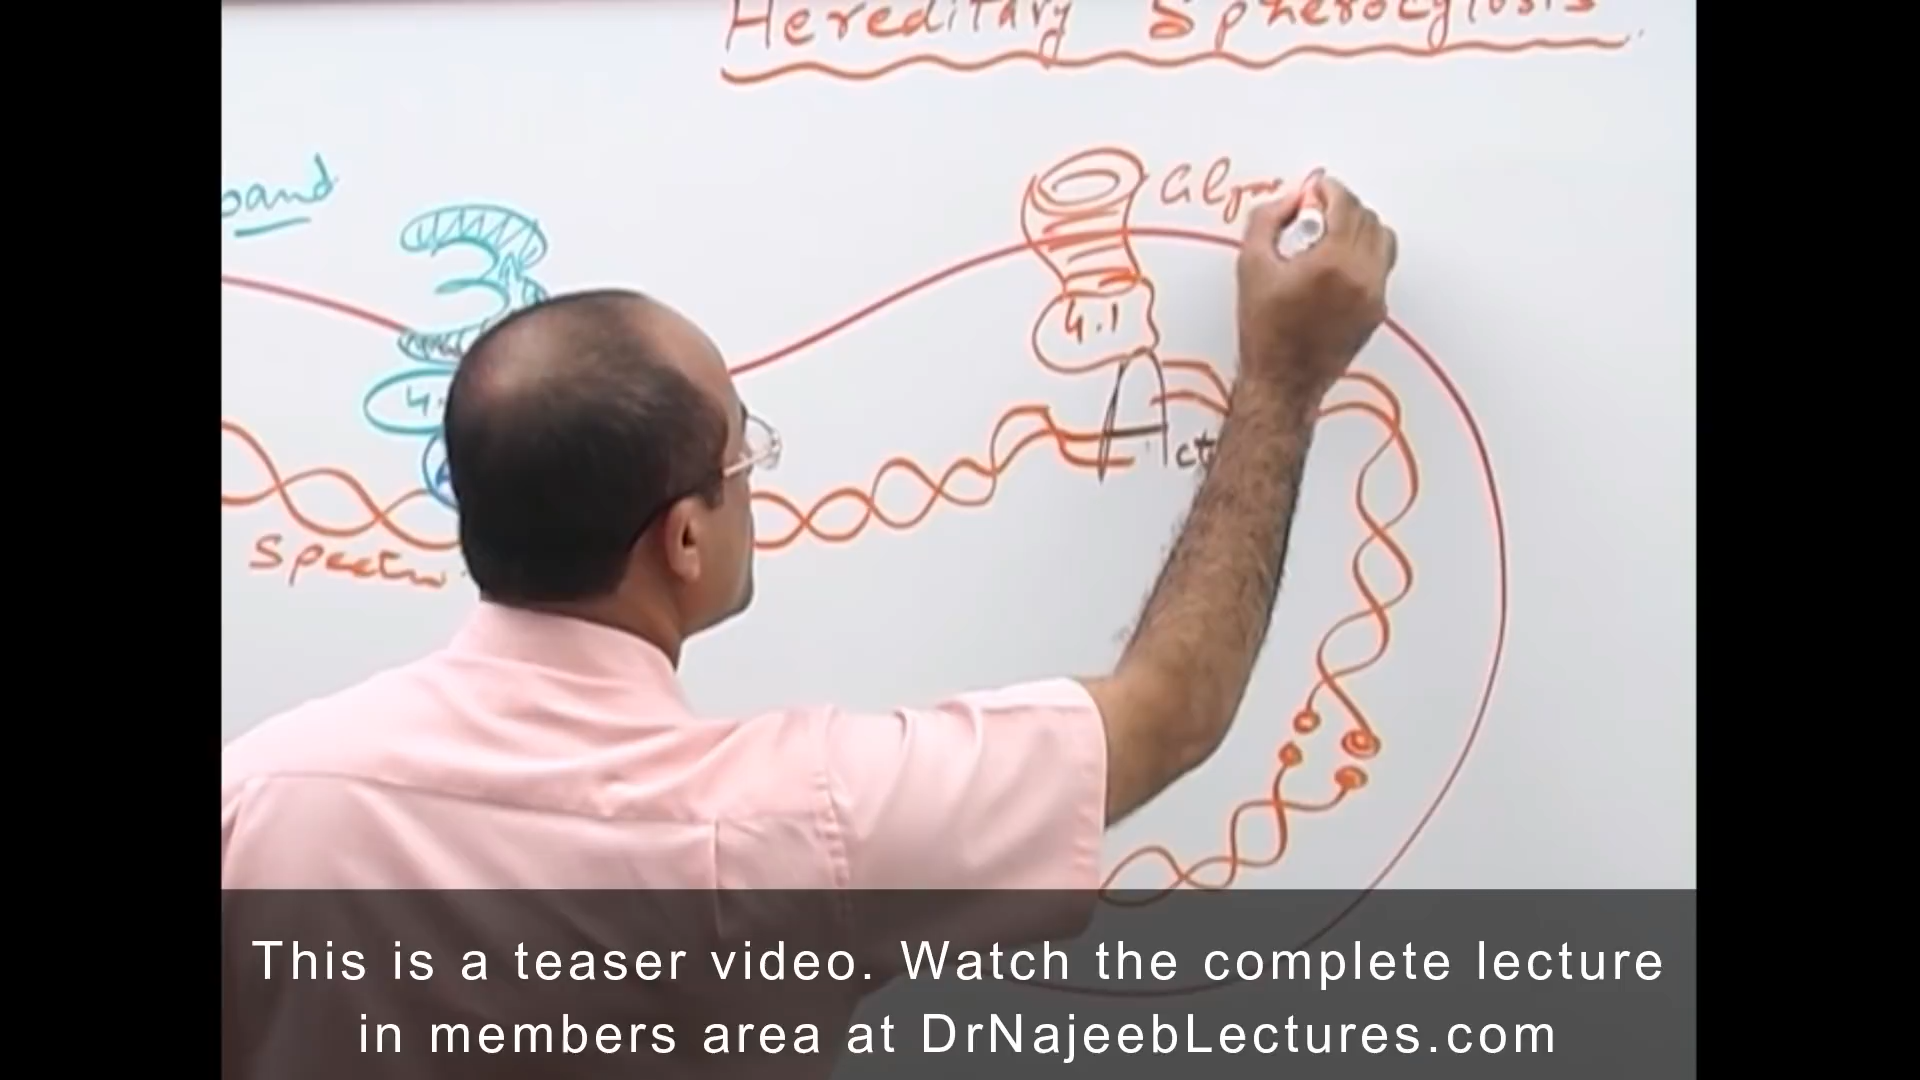 Hereditary Spherocytosis
band
3
4.1
Spectrin
This is a teaser video. Watch the complete lecture
in members area at DrNajeebLectures.com